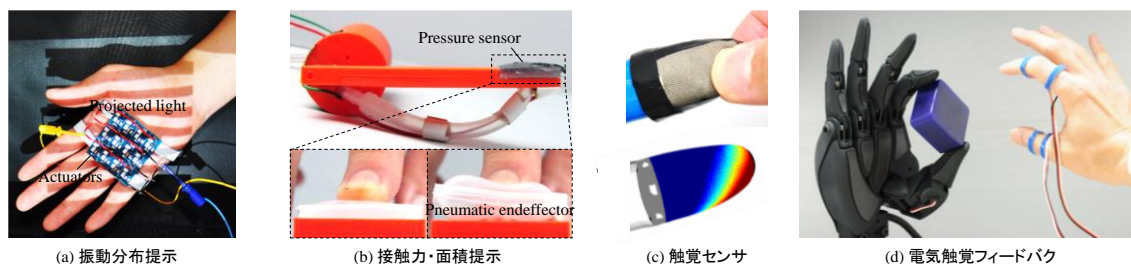 Projected light
Actuators
Pressure sensor
Pneumatic endeffector
(a) 振動分布提示
(b) 接触力・面積提示
(c) 触覚センサ
(d) 電気触覚フィードバク